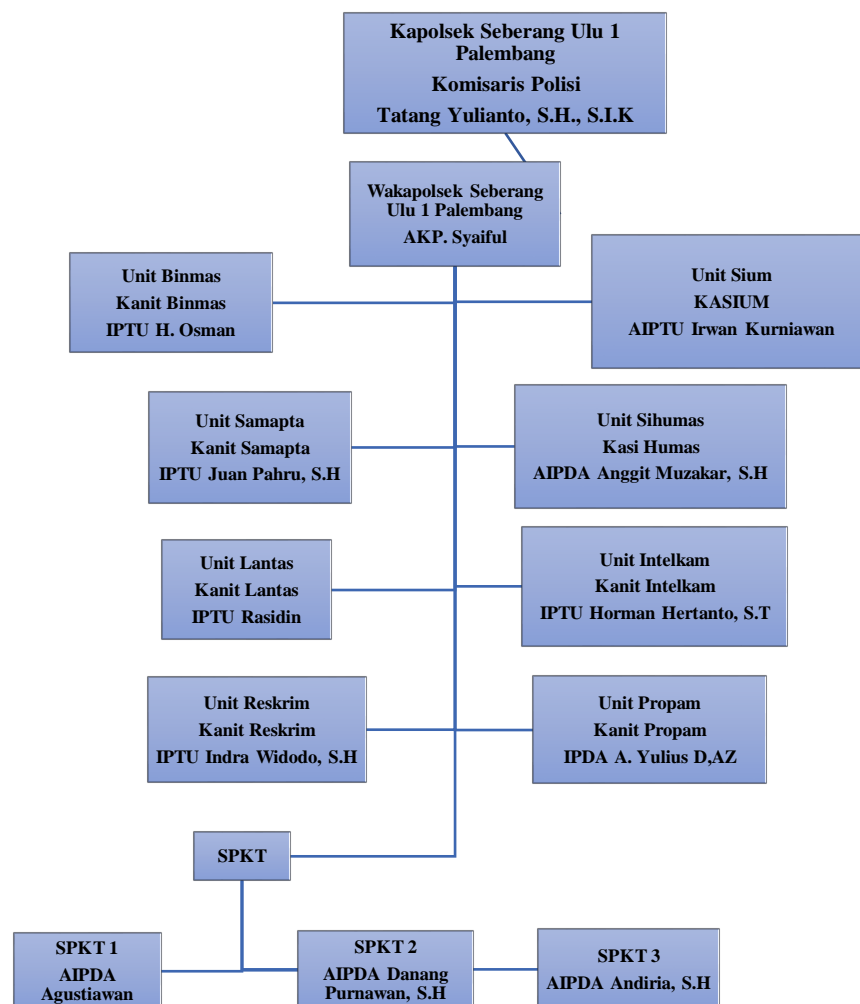 Kapolsek Seberang Ulu 1
Palembang
Komisaris Polisi
Tatang Yulianto, S.H., S.I.K
Wakapolsek Seberang
Ulu 1 Palembang
AKP. Syaiful
Unit Binmas
Kanit Binmas
IPTU H. Osman
Unit Sium
KASIUM
AIPTU Irwan Kurniawan
Unit Samapta
Kanit Samapta
IPTU Juan Pahru, S.H
Unit Sihumas
Kasi Humas
AIPDA Anggit Muzakar, S.H
Unit Lantas
Kanit Lantas
IPTU Rasidin
Unit Intelkam
Kanit Intelkam
IPTU Horman Hertanto, S.T
Unit Reskrim
Kanit Reskrim
IPTU Indra Widodo, S.H
Unit Propam
Kanit Propam
IPDA A. Yulius D,AZ
SPKT
SPKT 1
AIPDA
Agustiawan
SPKT 2
AIPDA Danang
Purnawan, S.H
SPKT 3
AIPDA Andiria, S.H